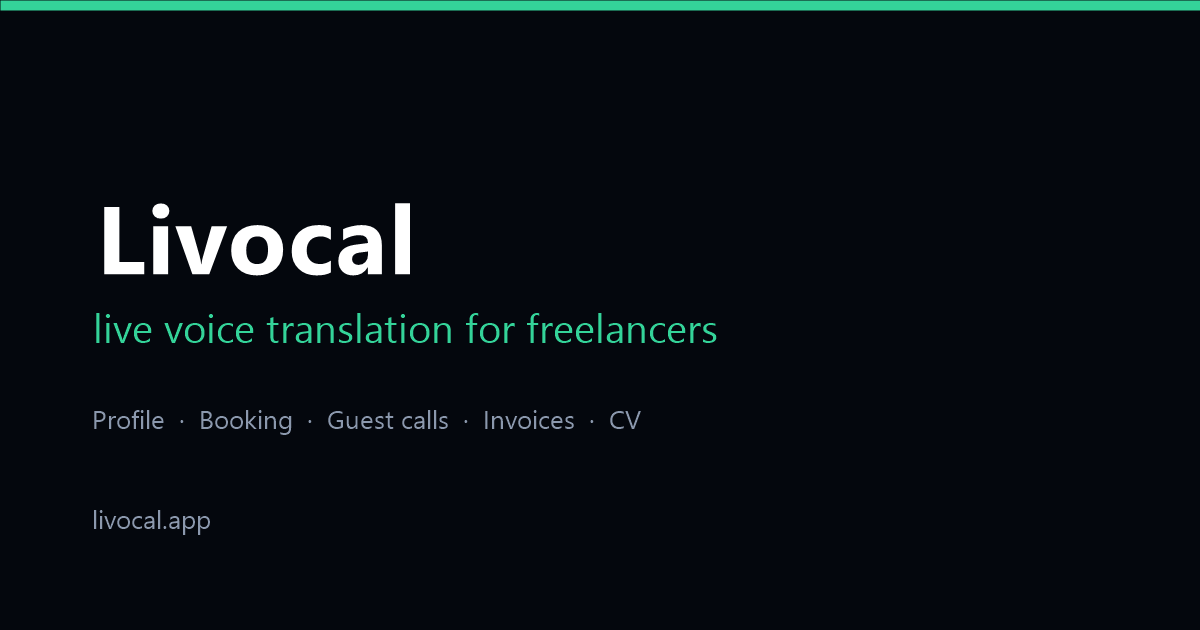 Livocal
live voice translation for freelancers
Profile · Booking · Guest calls · Invoices · CV
livocal.app